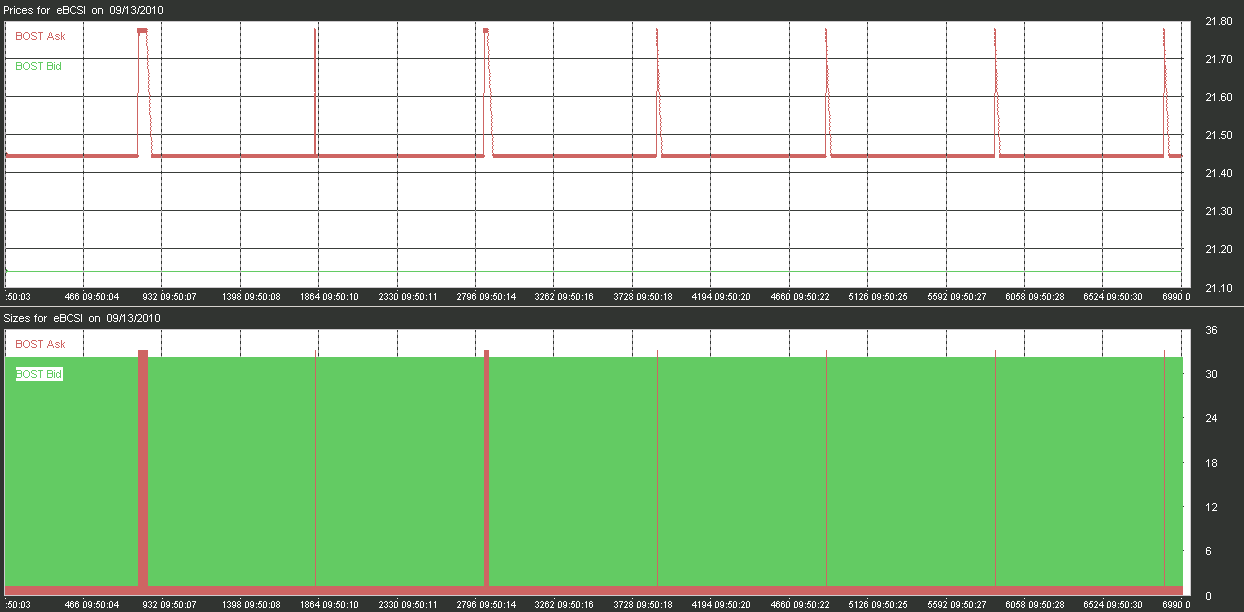 Prices for eBCSI on 09/13/2010
BOST Ask
BOST Bid
21.80
21.70
21.60
21.50
21.40
21.30
21.20
21.10
:50:03 466 09:50:04 932 09:50:07 1398 09:50:08 1864 09:50:10 2330 09:50:11 2796 09:50:14 3262 09:50:16 3728 09:50:18 4194 09:50:20 4660 09:50:22 5126 09:50:25 5592 09:50:27 6058 09:50:28 6524 09:50:30 6990 0
Sizes for eBCSI on 09/13/2010
BOST Ask
BOST Bid
36
30
24
18
12
6
0
:50:03 466 09:50:04 932 09:50:07 1398 09:50:08 1864 09:50:10 2330 09:50:11 2796 09:50:14 3262 09:50:16 3728 09:50:18 4194 09:50:20 4660 09:50:22 5126 09:50:25 5592 09:50:27 6058 09:50:28 6524 09:50:30 6990 0